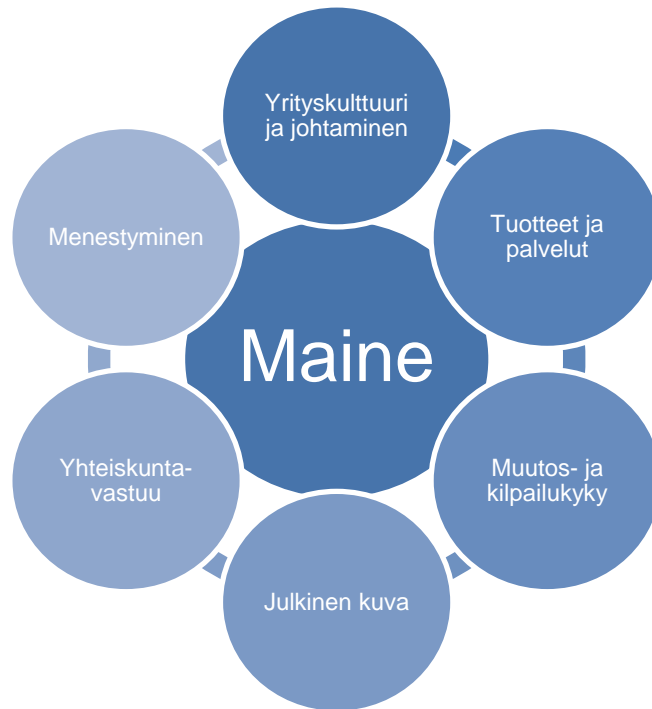 Yrityskulttuuri
ja johtaminen
Tuotteet ja
palvelut
Muutos- ja
kilpailukyky
Julkinen kuva
Yhteiskunta-
vastuu
Menestyminen
Maine